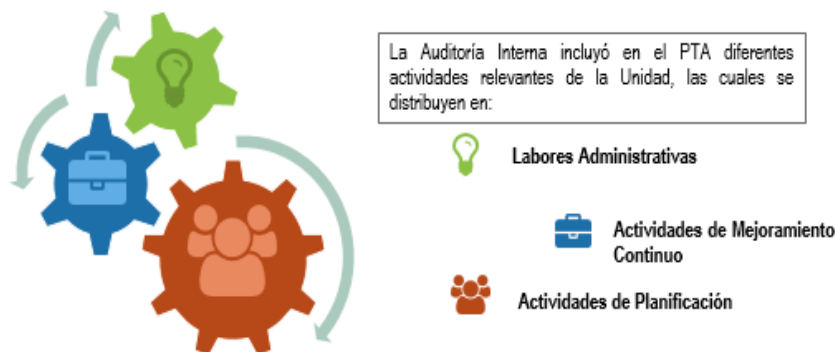 La Auditoría Interna incluyó en el PTA diferentes
actividades relevantes de la Unidad, las cuales se
distribuyen en:
Labores Administrativas
Actividades de Mejoramiento
Continuo
Actividades de Planificación